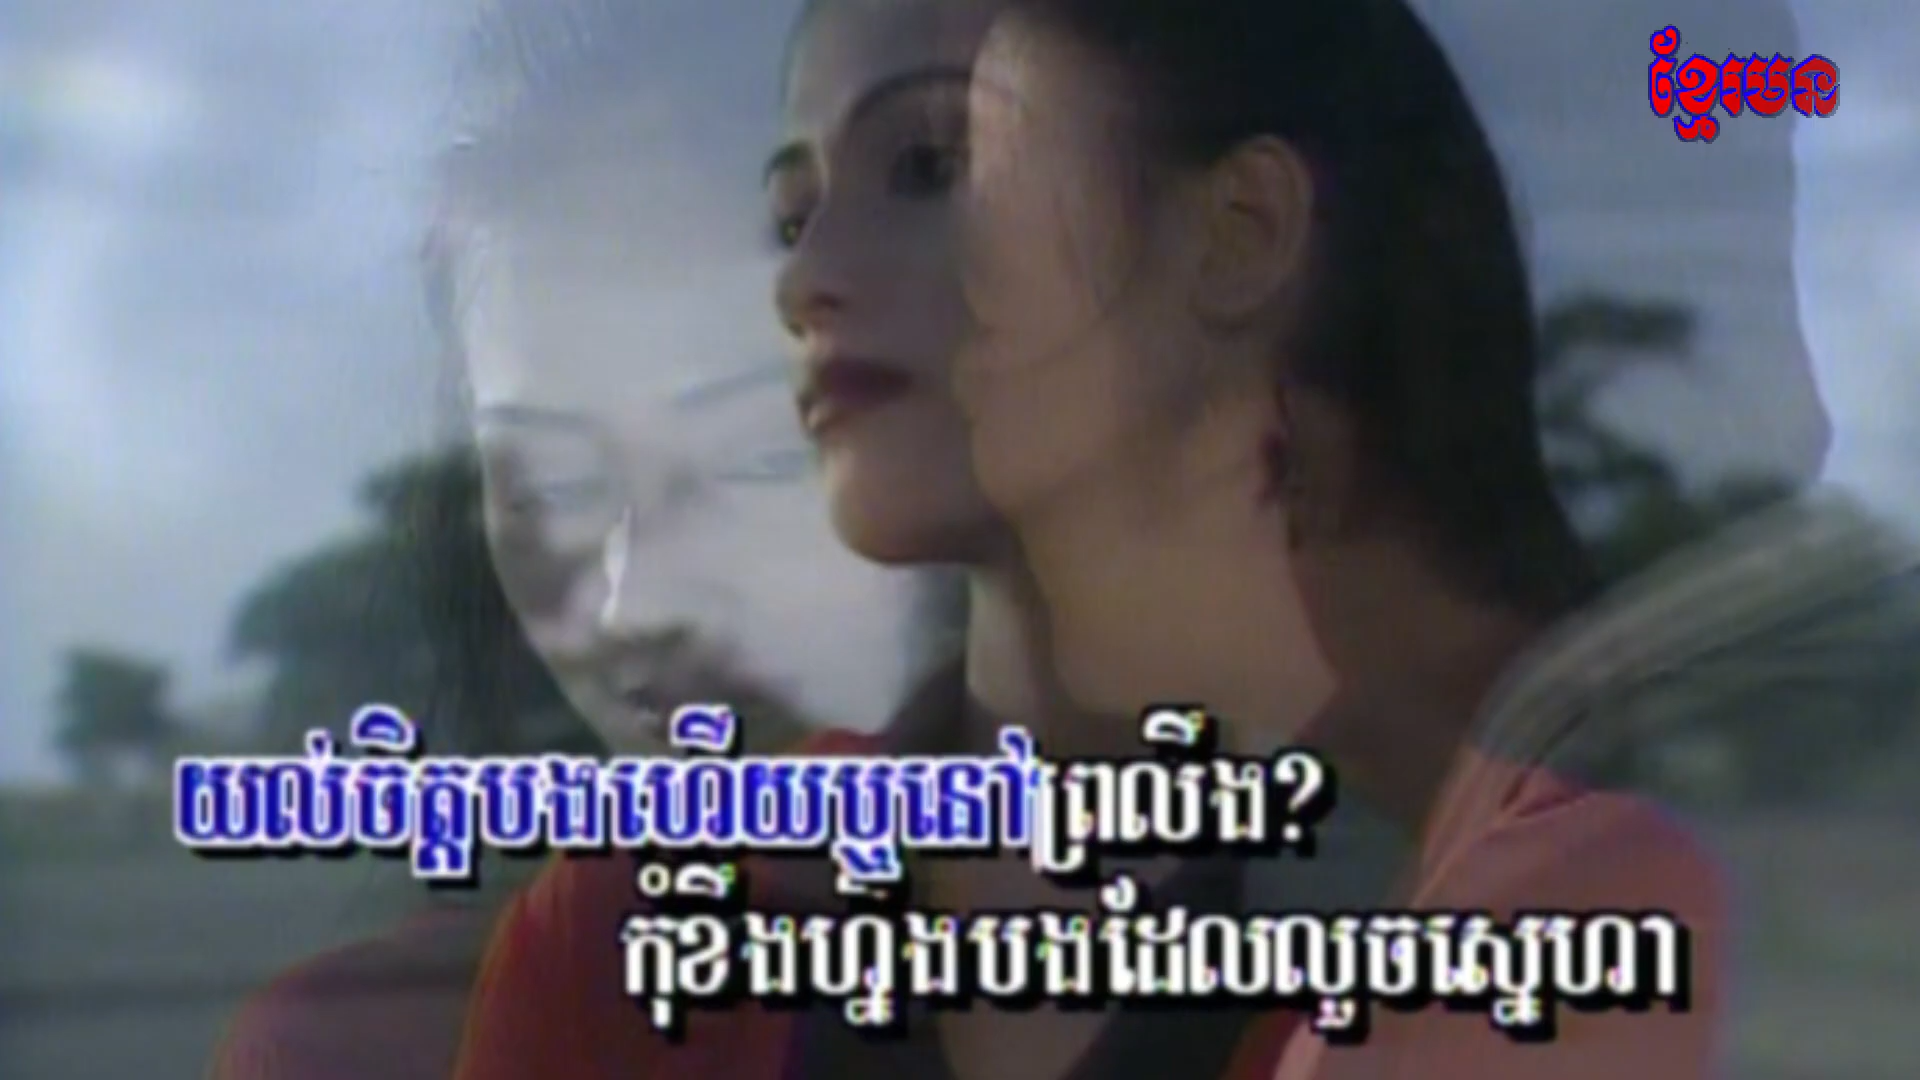 ខ្មែរមន
យល់ចិត្តបងហើយឬនៅព្រលឹង?
កុំខឹងហ្នឹងបងដែលលួចស្នេហា